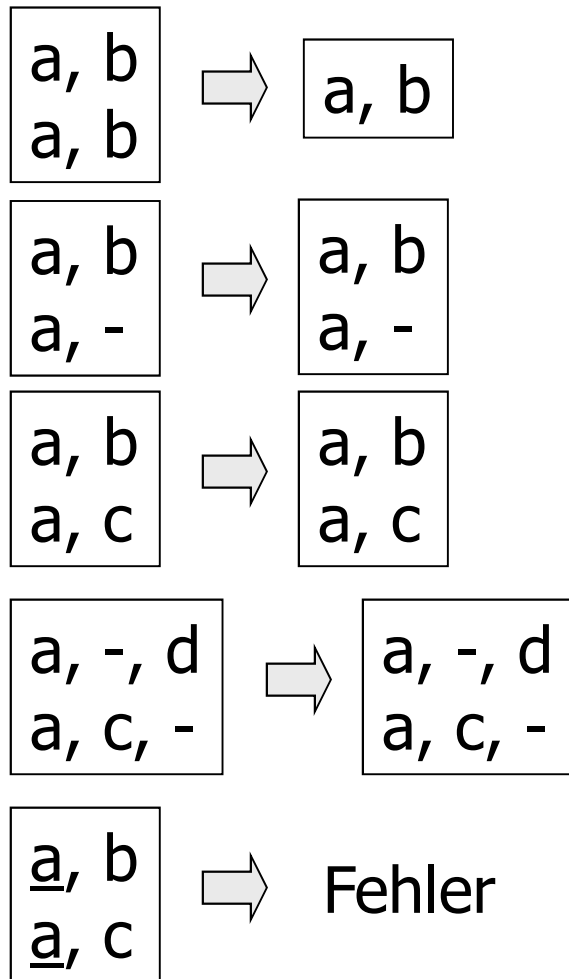 a, b
a, b
a, b
a, b
a, -
a, b
a, -
a, b
a, c
a, b
a, c
a, -, d
a, c, -
a, -, d
a, c, -
a, b
a, c
Fehler